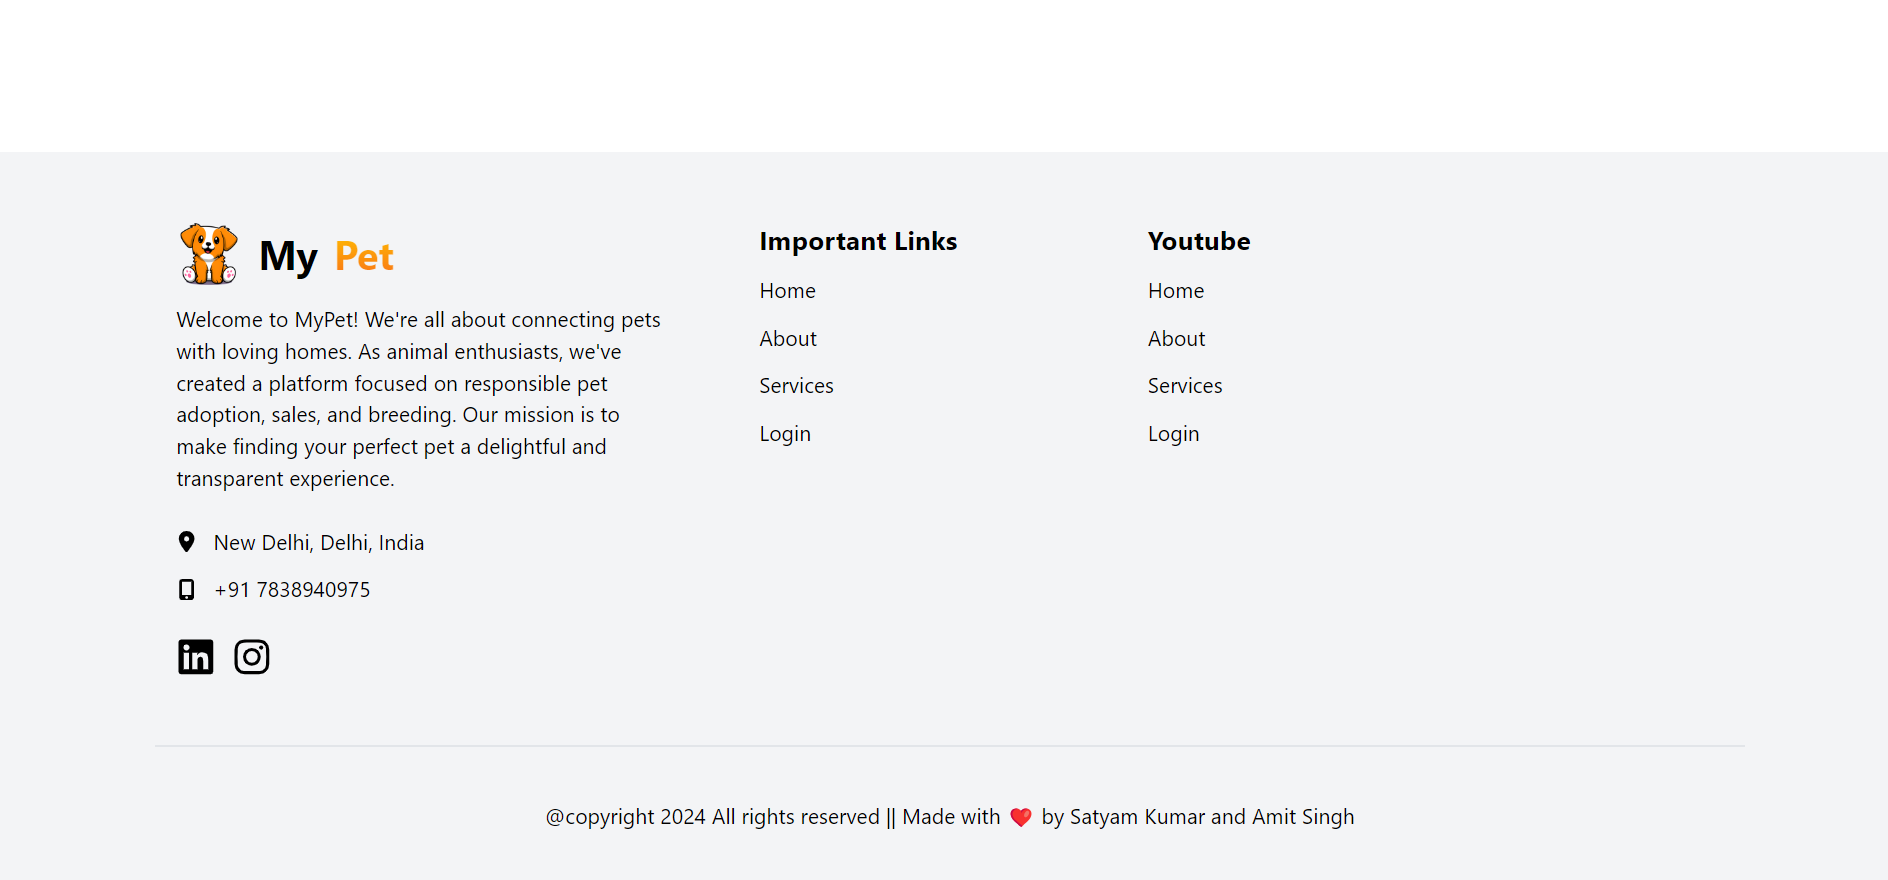 My Pet
Welcome to MyPet! We're all about connecting pets
with loving homes. As animal enthusiasts, we've
created a platform focused on responsible pet
adoption, sales, and breeding. Our mission is to
make finding your perfect pet a delightful and
transparent experience.
New Delhi, Delhi, India
+91 7838940975
in
Important Links
Home
About
Services
Login
Youtube
Home
About
Services
Login
@copyright 2024 All rights reserved || Made with ❤️ by Satyam Kumar and Amit Singh